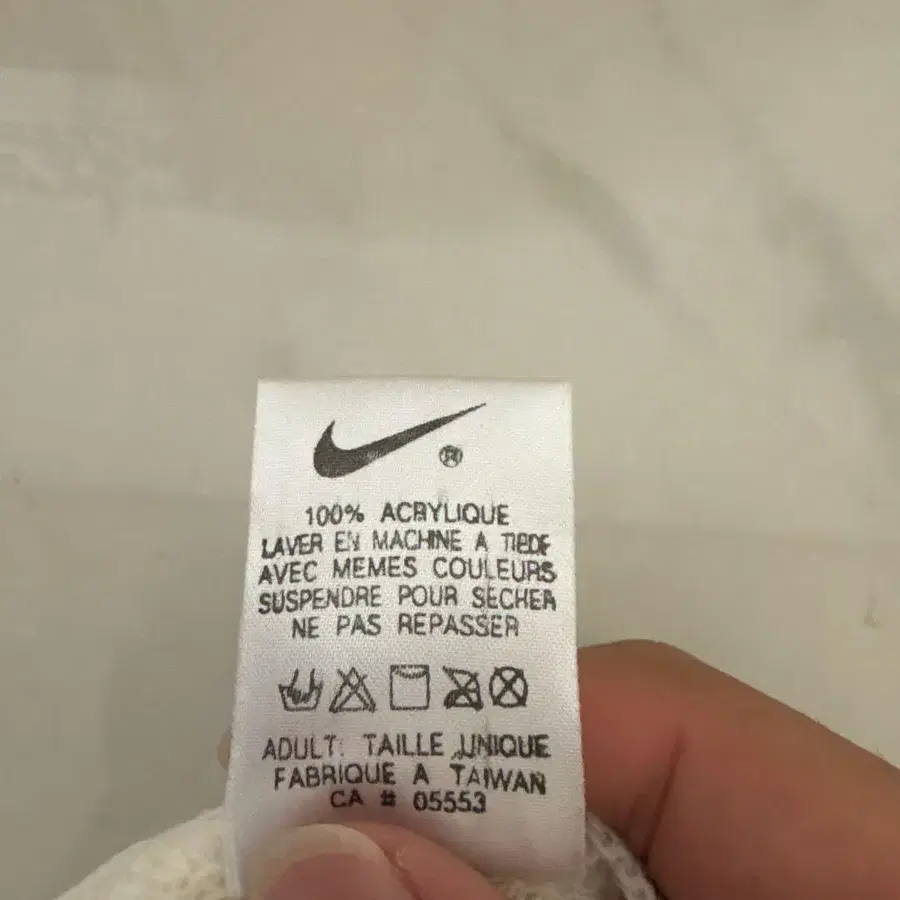 ®
100% ACRYLIQUE
LAVER EN MACHINE A TIEDE
AVEC MEMES COULEURS
SUSPENDRE POUR SECHER
NE PAS REPASSER
ADULT: TAILLE UNIQUE
FABRIQUE A TAIWAN
CA # 05553